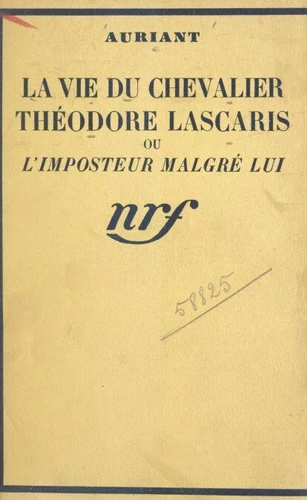 AURIANT
LA VIE DU CHEVALIER
THÉODORE LASCARIS
OU
L'IMPOSTEUR MALGRÉ LUI
nrf
58825